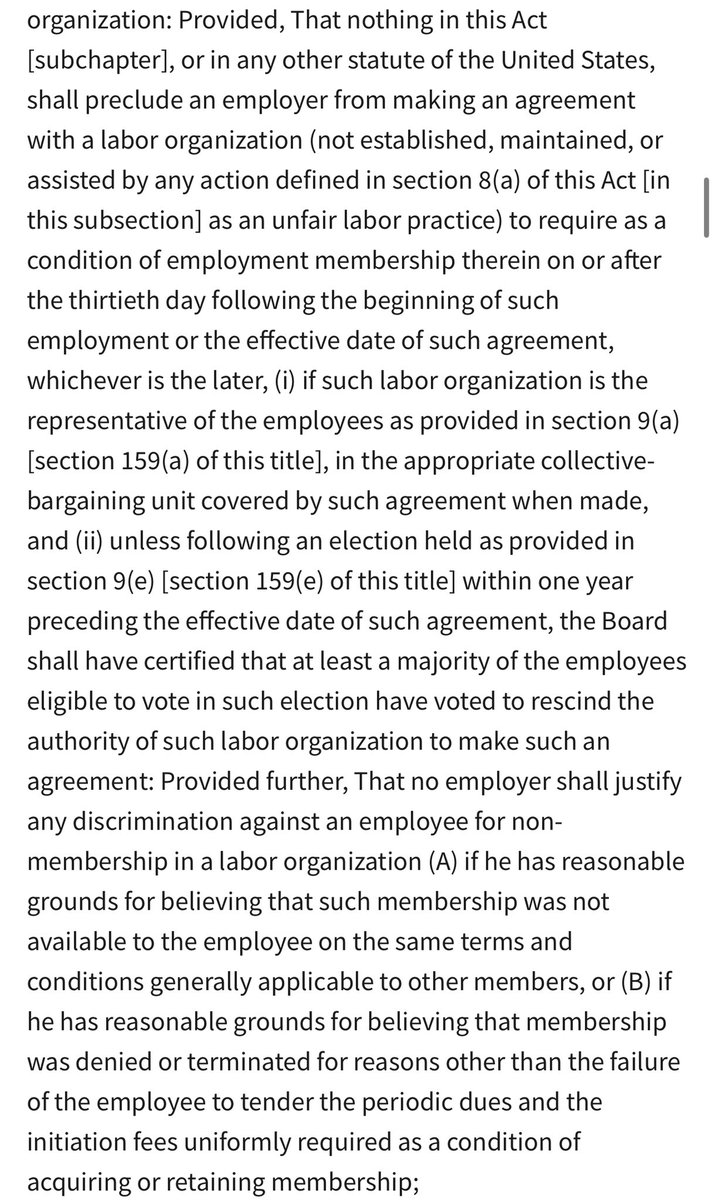 organization: Provided, That nothing in this Act
[subchapter], or in any other statute of the United States,
shall preclude an employer from making an agreement
with a labor organization (not established, maintained, or
assisted by any action defined in section 8(a) of this Act [in
this subsection] as an unfair labor practice) to require as a
condition of employment membership therein on or after
the thirtieth day following the beginning of such
employment or the effective date of such agreement,
whichever is the later, (i) if such labor organization is the
representative of the employees as provided in section 9(a)
[section 159(a) of this title], in the appropriate collective-
bargaining unit covered by such agreement when made,
and (ii) unless following an election held as provided in
section 9(e) [section 159(e) of this title] within one year
preceding the effective date of such agreement, the Board
shall have certified that at least a majority of the employees
eligible to vote in such election have voted to rescind the
authority of such labor organization to make such an
agreement: Provided further, That no employer shall justify
any discrimination against an employee for non-
membership in a labor organization (A) if he has reasonable
grounds for believing that such membership was not
available to the employee on the same terms and
conditions generally applicable to other members, or (B) if
he has reasonable grounds for believing that membership
was denied or terminated for reasons other than the failure
of the employee to tender the periodic dues and the
initiation fees uniformly required as a condition of
acquiring or retaining membership;